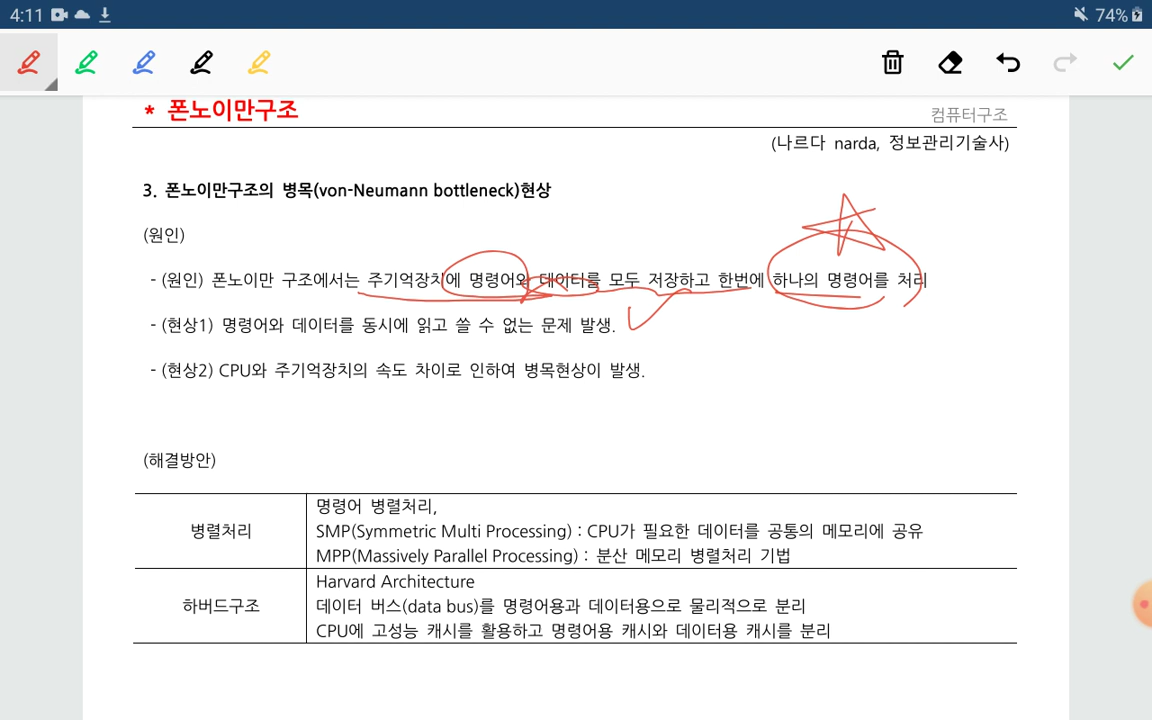 4:11
74%
* 폰노이만구조
컴퓨터구조
(나르다 narda, 정보관리기술사)
3. 폰노이만구조의 병목(von-Neumann bottleneck)현상
(원인)
- (원인) 폰노이만 구조에서는 주기억장치에 명령어와 데이터를 모두 저장하고 한번에 하나의 명령어를 처리
- (현상1) 명령어와 데이터를 동시에 읽고 쓸 수 없는 문제 발생.
- (현상2) CPU와 주기억장치의 속도 차이로 인하여 병목현상이 발생.
(해결방안)
병렬처리
명령어 병렬처리,
SMP(Symmetric Multi Processing) : CPU가 필요한 데이터를 공통의 메모리에 공유
MPP(Massively Parallel Processing) : 분산 메모리 병렬처리 기법
하버드구조
Harvard Architecture
데이터 버스(data bus)를 명령어용과 데이터용으로 물리적으로 분리
CPU에 고성능 캐시를 활용하고 명령어용 캐시와 데이터용 캐시를 분리